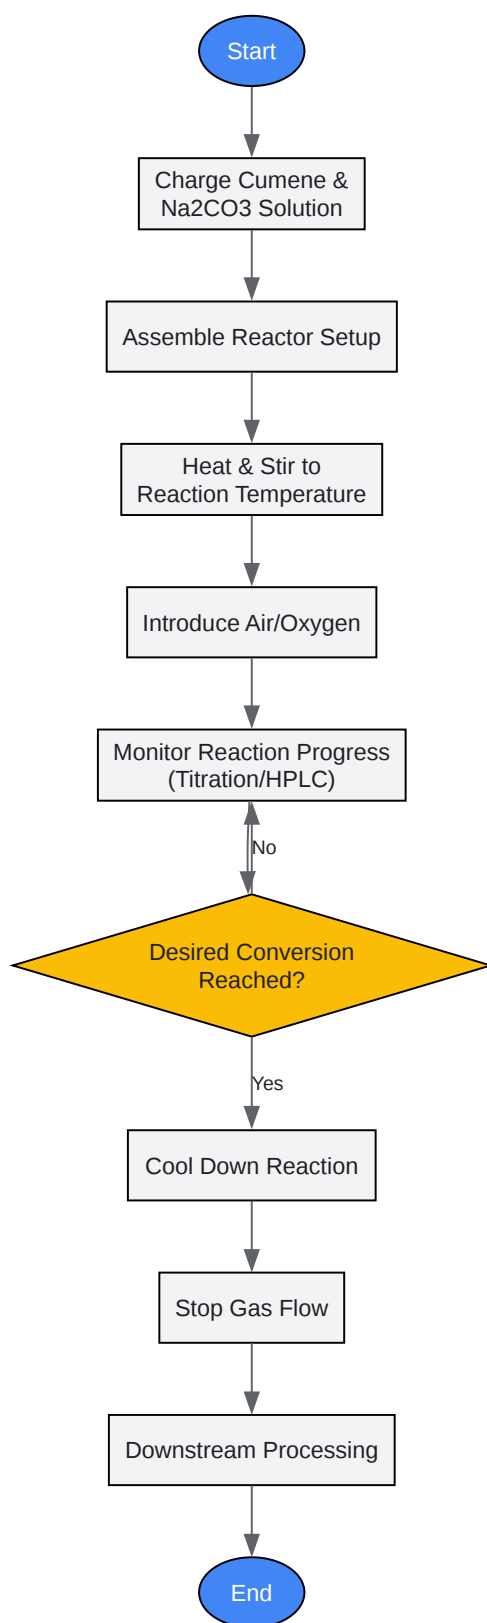 Start
Charge Cumene &
Na2CO3 Solution
Assemble Reactor Setup
Heat & Stir to
Reaction Temperature
Introduce Air/Oxygen
Monitor Reaction Progress
(Titration/HPLC)
No
Desired Conversion
Reached?
Yes
Cool Down Reaction
Stop Gas Flow
Downstream Processing
End